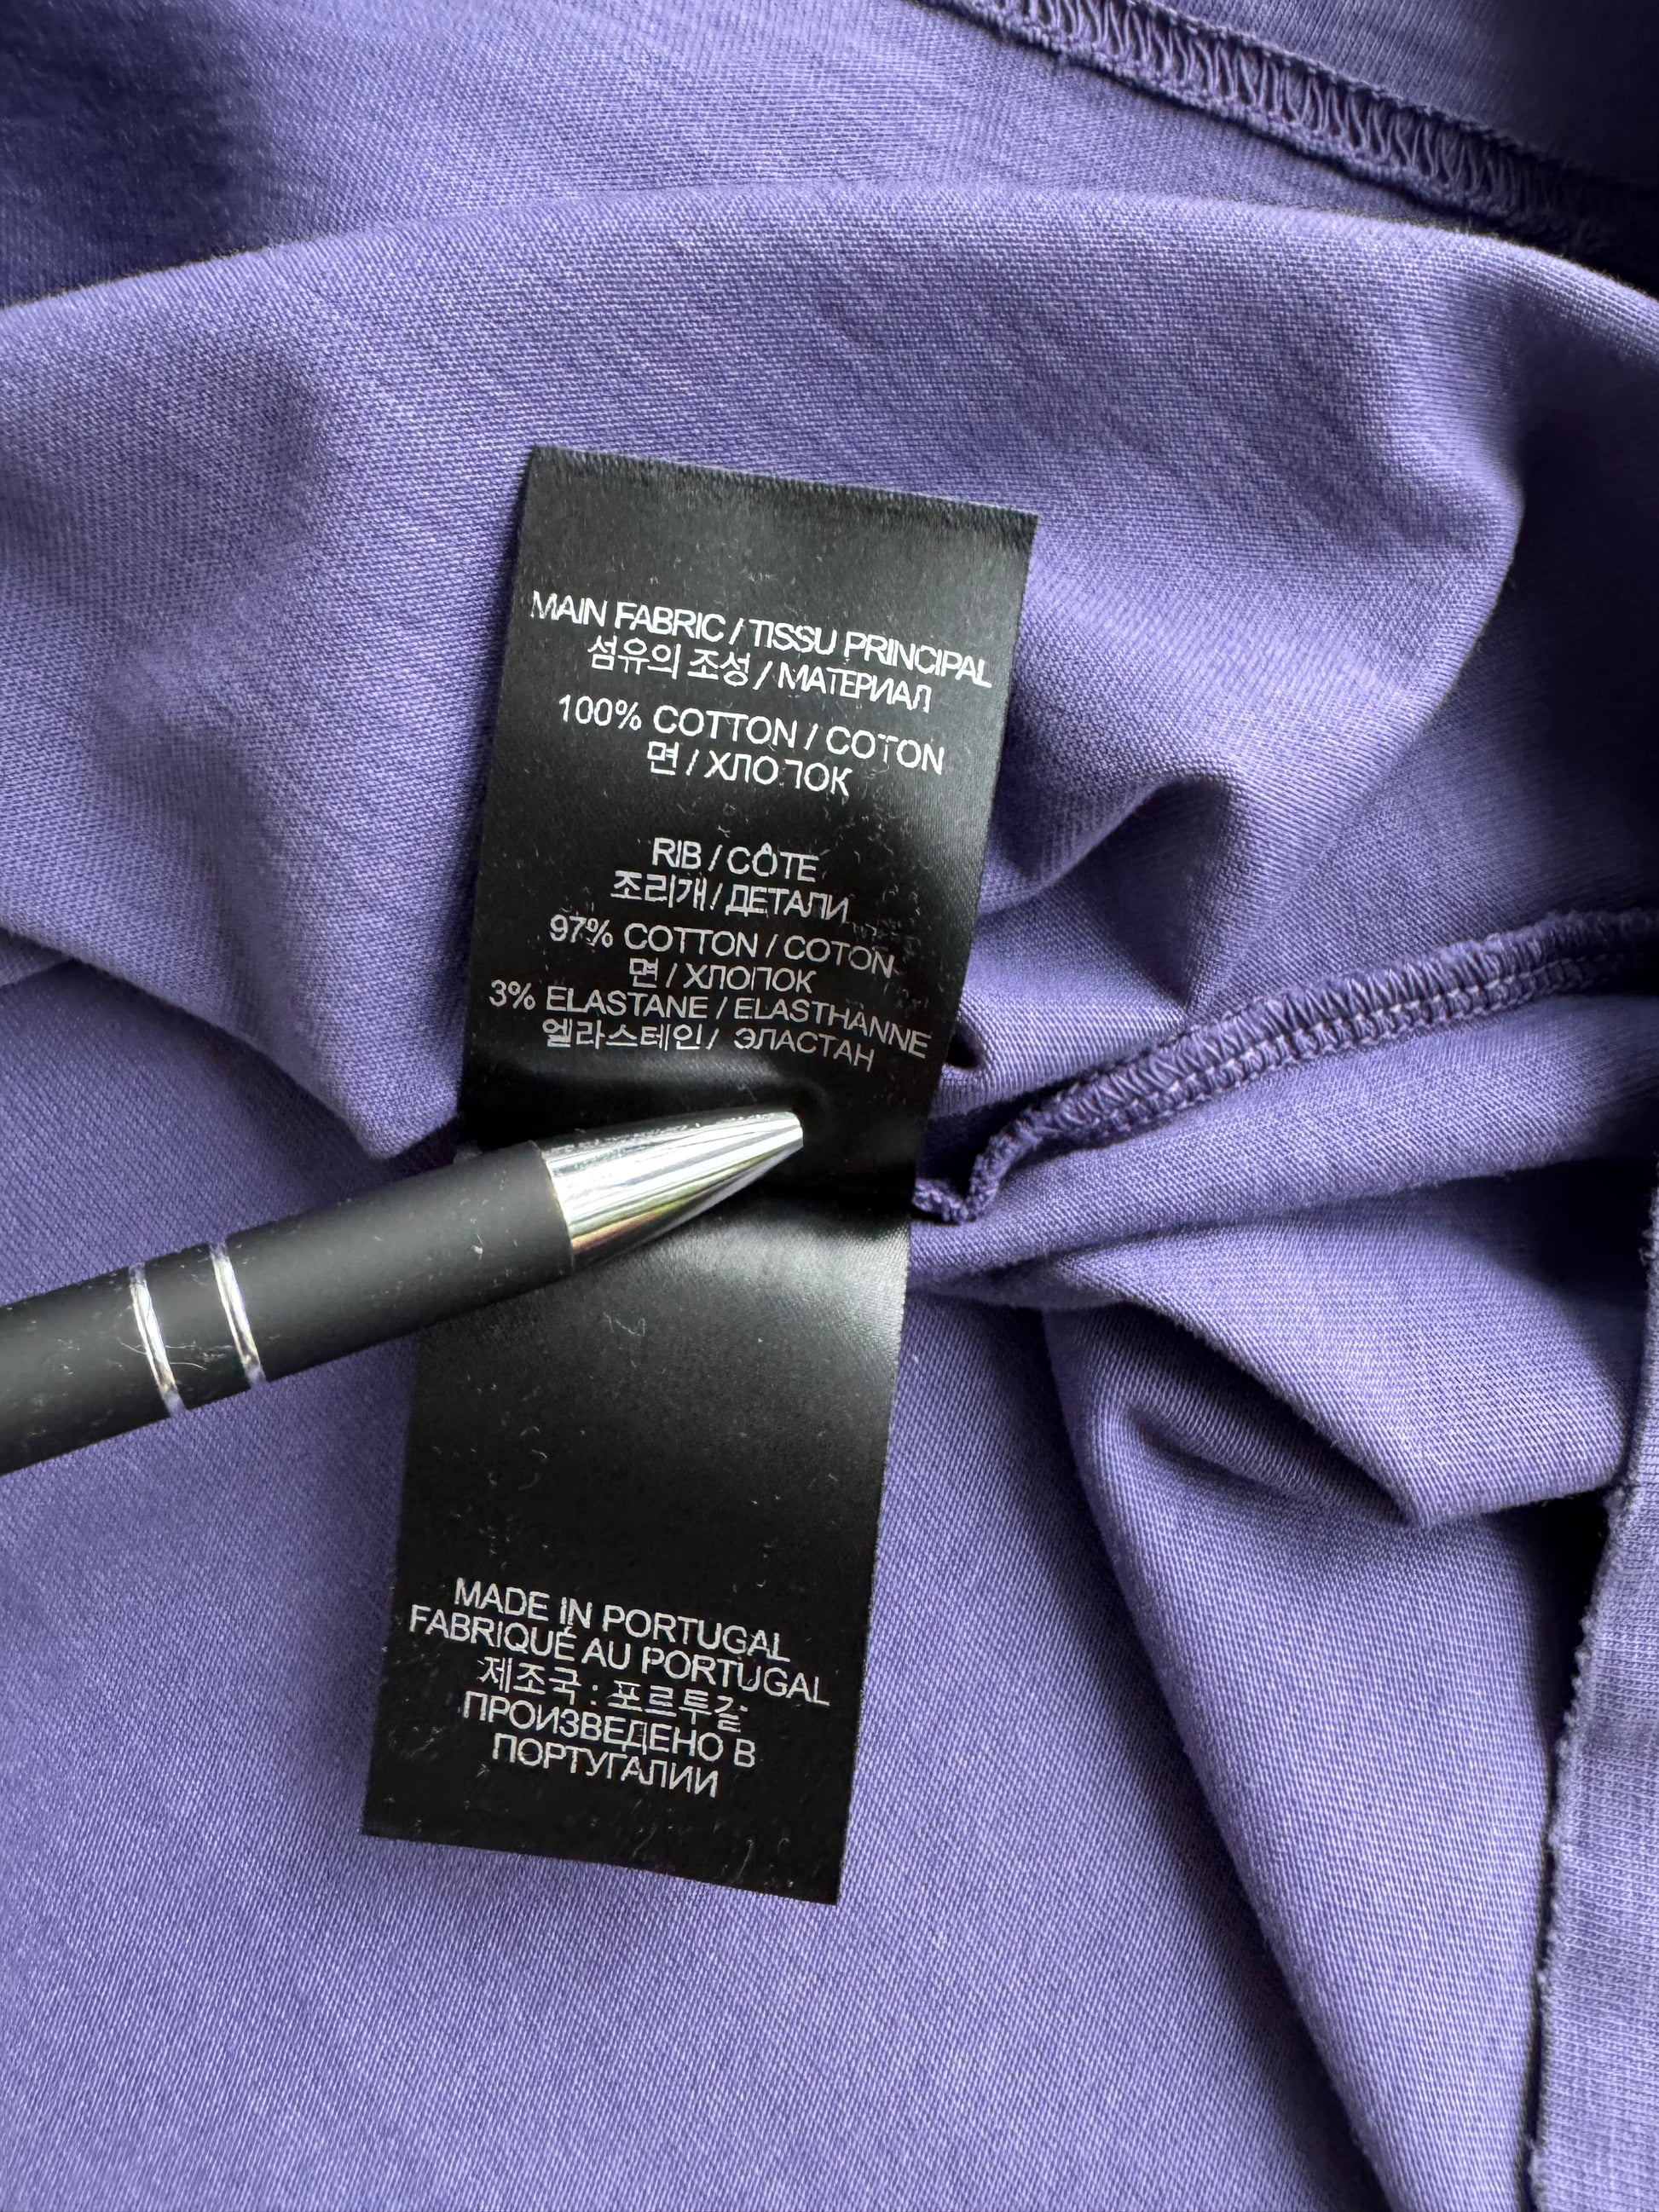 MAIN FABRIC / TISSU PRINCIPAL
섬유의 조성 / МАТЕРИАЛ
100% COTTON / COTON
면 / ХЛОПОК
RIB / CÔTE
조리개 / ДЕТАЛИ
97% COTTON / COTON
면 / ХЛОПОК
3% ELASTANE / ELASTHANNE
엘라스테인 / ЭЛАСТАН
MADE IN PORTUGAL
FABRIQUÉ AU PORTUGAL
제조국 : 포르투갈
ПРОИЗВЕДЕНО В
ПОРТУГАЛИИ